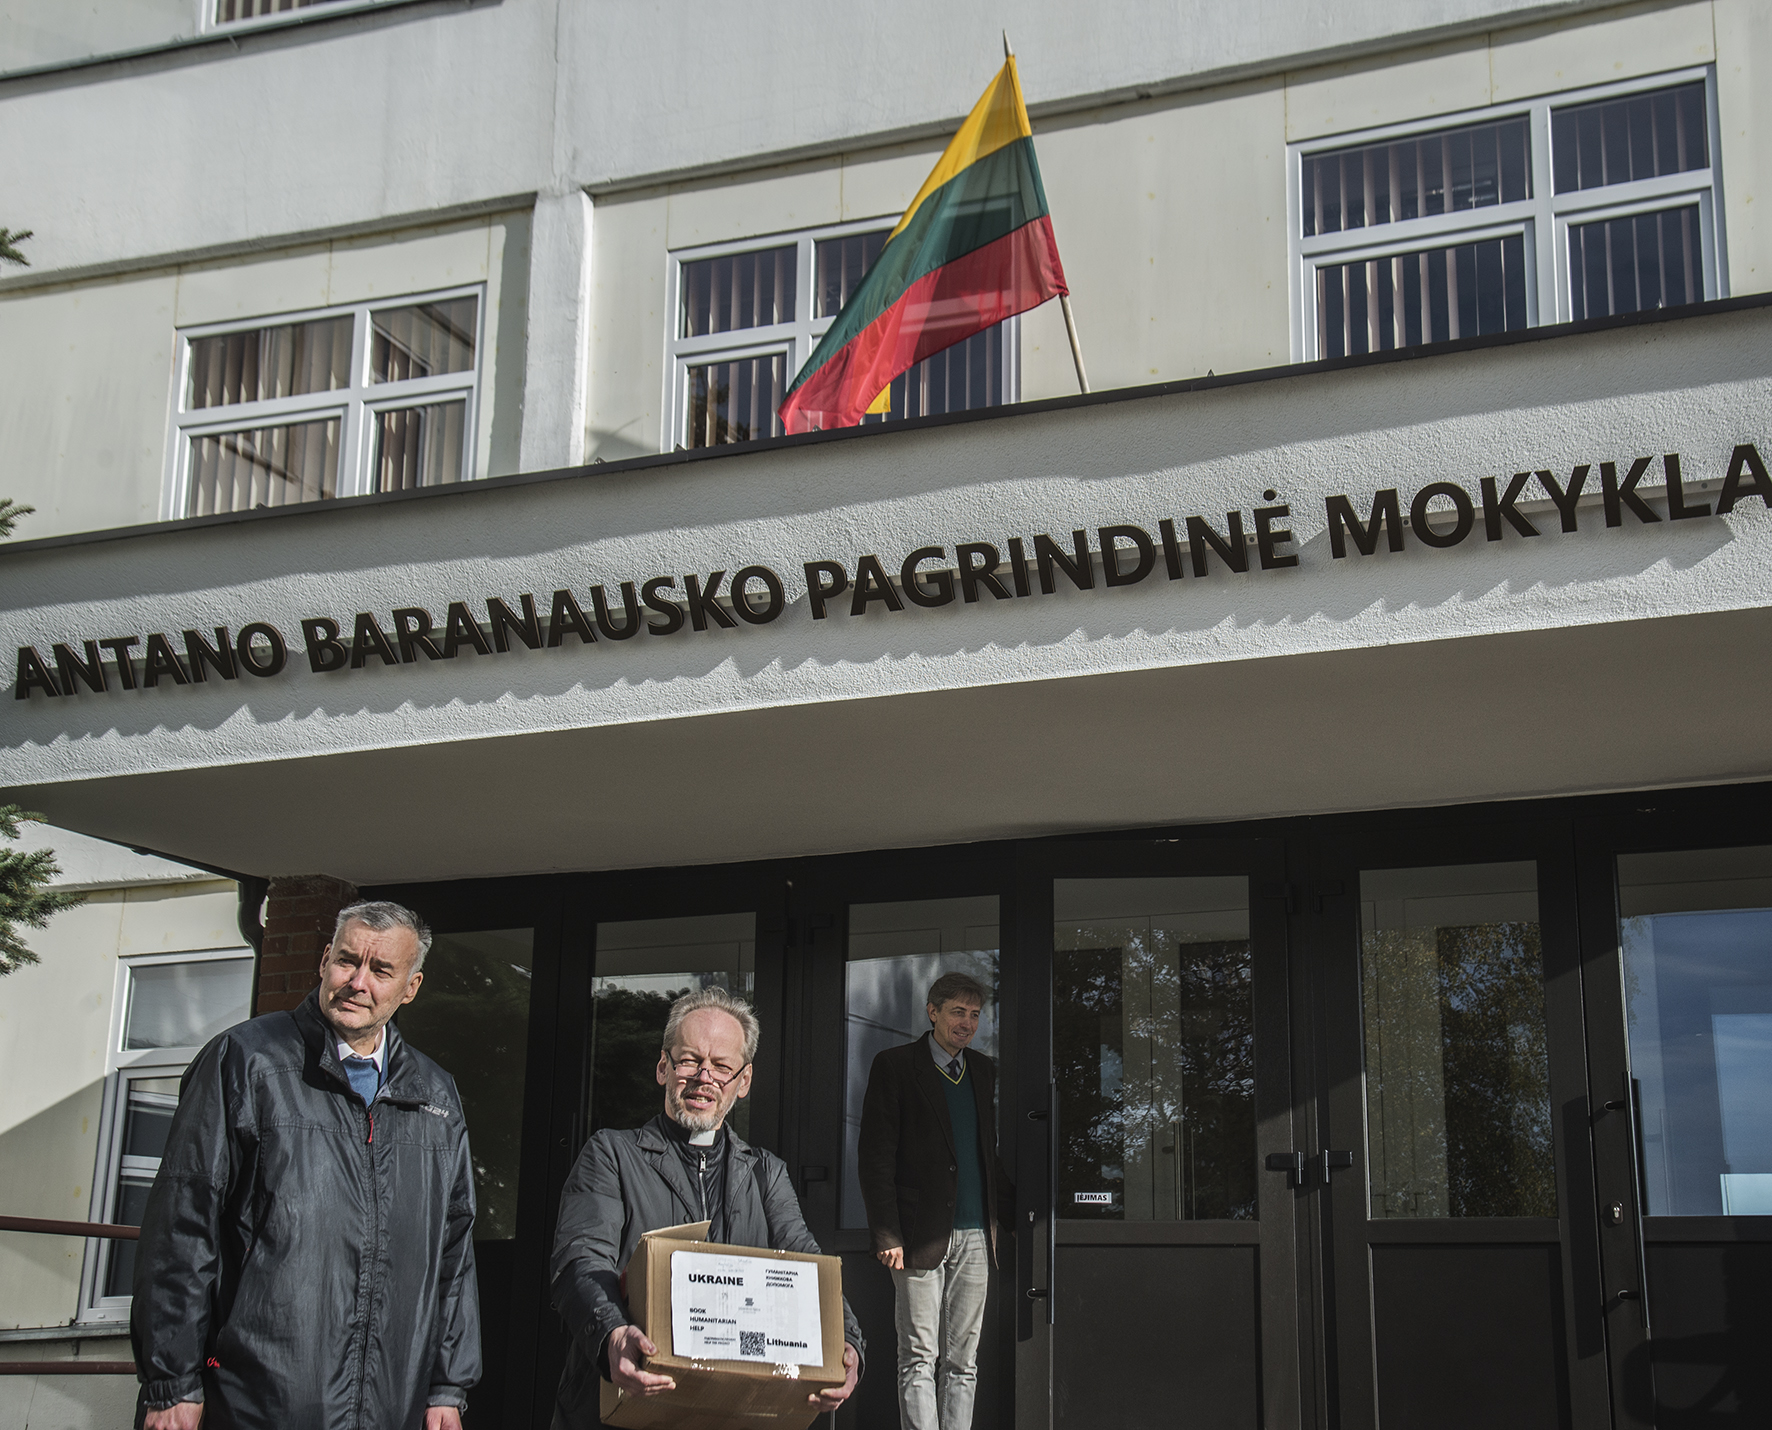 ANTANO BARANAUSKO PAGRINDINĖ MOKYKLA
ĮĖJIMAS
UKRAINE
ГУМАНІТАРНА
КНИЖКОВА
ДОПОМОГА
BOOK
HUMANITARIAN
HELP
Lithuania